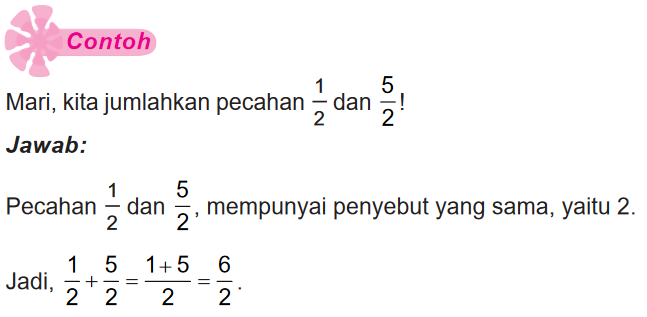 Contoh
Mari, kita jumlahkan pecahan 1/2 dan 5/2!
Jawab:
Pecahan 1/2 dan 5/2, mempunyai penyebut yang sama, yaitu 2.
Jadi, 1/2 + 5/2 = 1+5/2 = 6/2.